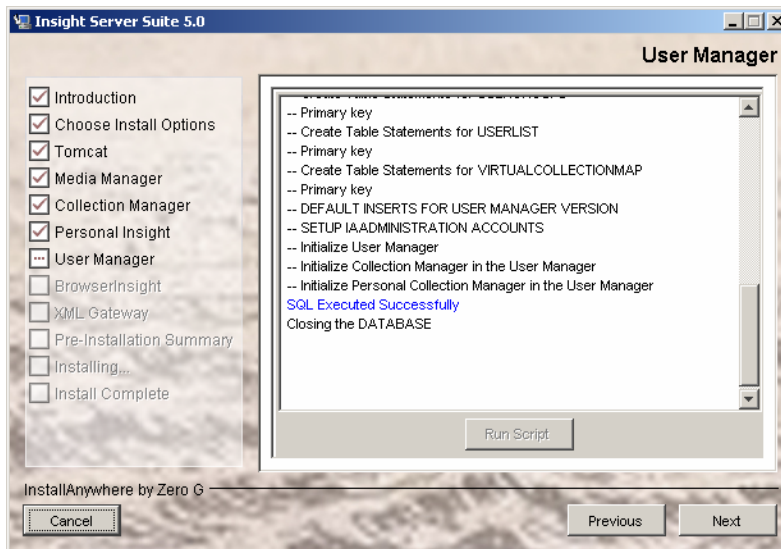 Insight Server Suite 5.0
User Manager
Introduction
Choose Install Options
Tomcat
Media Manager
Collection Manager
Personal Insight
User Manager
BrowserInsight
XML Gateway
Pre-Installation Summary
Installing...
Install Complete
-- Create Table Statements for
-- Primary key
-- Create Table Statements for USERLIST
-- Primary key
-- Create Table Statements for VIRTUALCOLLECTIONMAP
-- Primary key
-- DEFAULT INSERTS FOR USER MANAGER VERSION
-- SETUP IAADMINISTRATION ACCOUNTS
-- Initialize User Manager
-- Initialize Collection Manager in the User Manager
-- Initialize Personal Collection Manager in the User Manager
SQL Executed Successfully
Closing the DATABASE
Run Script
InstallAnywhere by Zero G
Cancel
Previous
Next